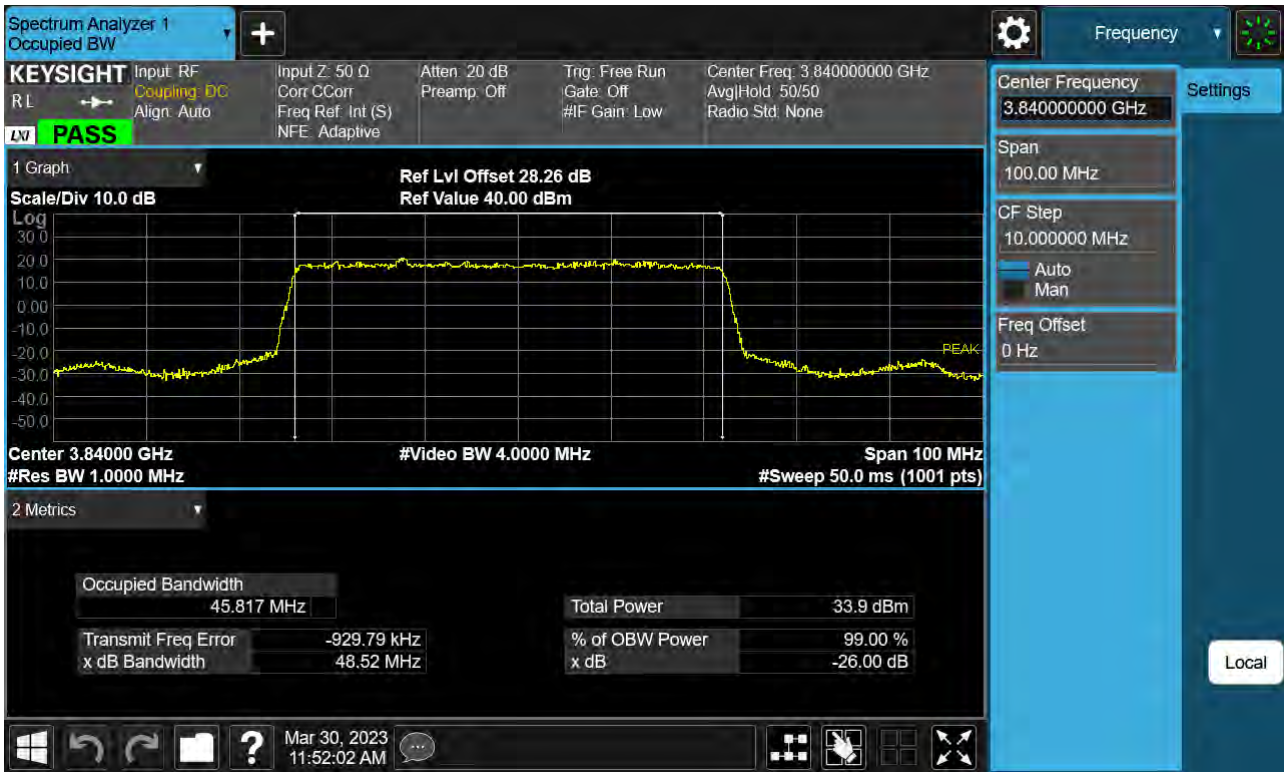 Spectrum Analyzer 1
Occupied BW
+
Frequency
KEYSIGHT
RL
LXI
PASS
Input: RF
Coupling: DC
Align: Auto
Input Z: 50 Ω
Corr CCorr
Freq Ref: Int (S)
NFE: Adaptive
Atten: 20 dB
Preamp: Off
Trig: Free Run
Gate: Off
#IF Gain: Low
Center Freq: 3.840000000 GHz
Avg|Hold: 50/50
Radio Std: None
Center Frequency
3.840000000 GHz
Settings
Span
100.00 MHz
CF Step
10.000000 MHz
Auto
Man
Freq Offset
0 Hz
1 Graph
Scale/Div 10.0 dB
Ref Lvl Offset 28.26 dB
Ref Value 40.00 dBm
Log
30.0
20.0
10.0
0.00
-10.0
-20.0
-30.0
-40.0
-50.0
PEAK
Center 3.84000 GHz
#Video BW 4.0000 MHz
Span 100 MHz
#Res BW 1.0000 MHz
#Sweep 50.0 ms (1001 pts)
2 Metrics
Occupied Bandwidth
45.817 MHz
Total Power 33.9 dBm
Transmit Freq Error -929.79 kHz
% of OBW Power 99.00 %
x dB Bandwidth 48.52 MHz
x dB -26.00 dB
Local
?
Mar 30, 2023
11:52:02 AM